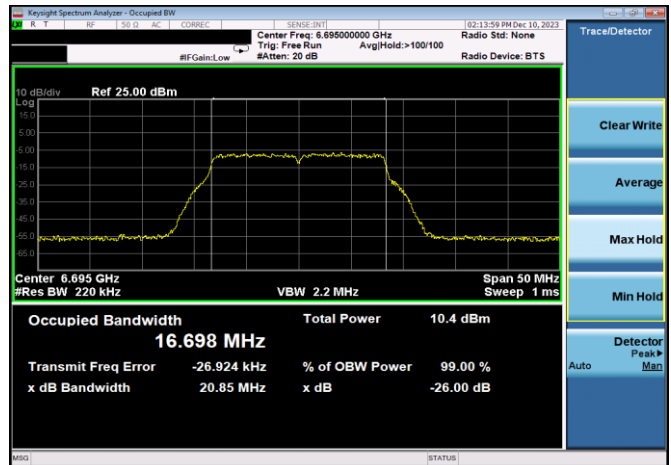 Keysight Spectrum Analyzer - Occupied BW
LXI R T RF 50 Ω AC CORREC SENSE:INT 02:13:59 PM Dec 10, 2023
Center Freq: 6.695000000 GHz Radio Std: None
Trig: Free Run Avg|Hold:>100/100
#IFGain:Low #Atten: 20 dB Radio Device: BTS
10 dB/div Ref 25.00 dBm
Log
15.0
5.00
-5.00
-15.0
-25.0
-35.0
-45.0
-55.0
-65.0
Center 6.695 GHz Span 50 MHz
#Res BW 220 kHz VBW 2.2 MHz Sweep 1 ms
Occupied Bandwidth Total Power 10.4 dBm
16.698 MHz
Transmit Freq Error -26.924 kHz % of OBW Power 99.00 %
x dB Bandwidth 20.85 MHz x dB -26.00 dB
MSG STATUS
Trace/Detector
Clear Write
Average
Max Hold
Min Hold
Detector
Peak▶
Auto Man